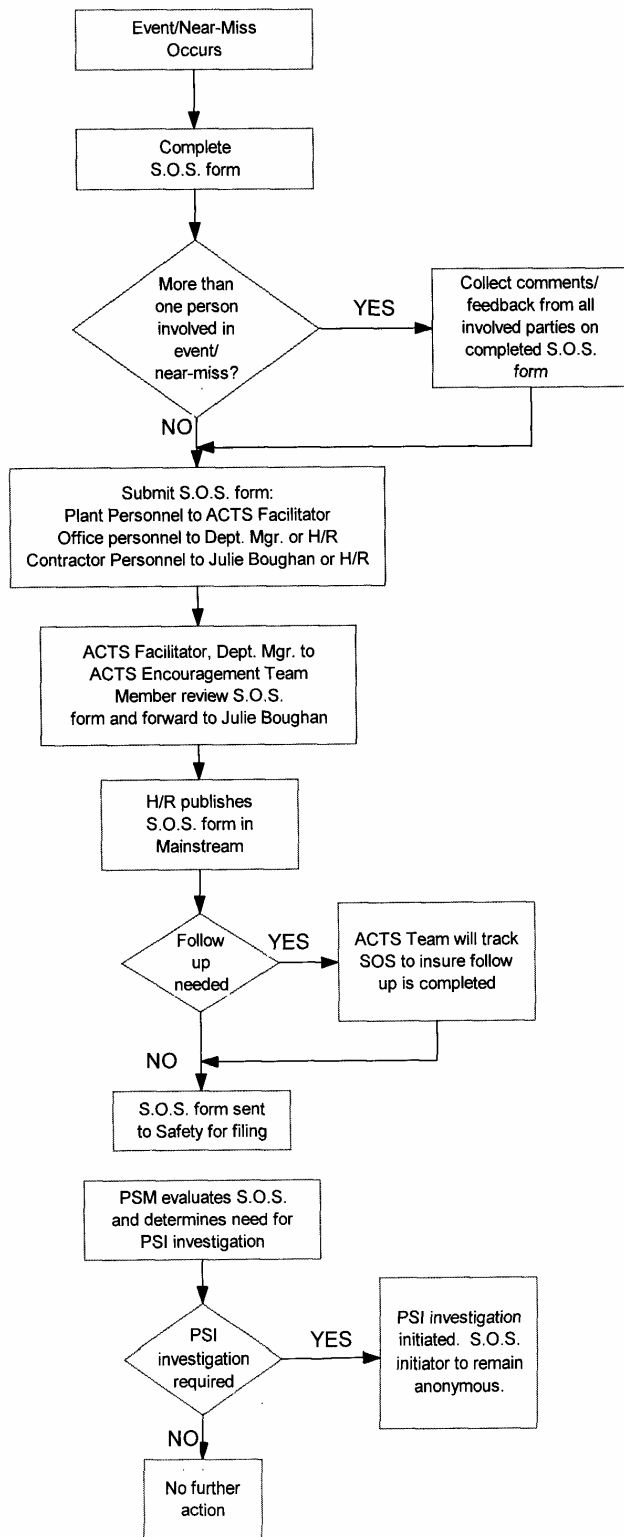 Event/Near-Miss
Occurs
Complete
S.O.S. form
More than
one person
involved in
event/
near-miss?
YES
Collect comments/
feedback from all
involved parties on
completed S.O.S.
form
NO
Submit S.O.S. form:
Plant Personnel to ACTS Facilitator
Office personnel to Dept. Mgr. or H/R
Contractor Personnel to Julie Boughan or H/R
ACTS Facilitator, Dept. Mgr. to
ACTS Encouragement Team
Member review S.O.S.
form and forward to Julie Boughan
H/R publishes
S.O.S. form in
Mainstream
Follow
up
needed
YES
ACTS Team will track
SOS to insure follow
up is completed
NO
S.O.S. form sent
to Safety for filing
PSM evaluates S.O.S.
and determines need for
PSI investigation
PSI
investigation
required
YES
PSI investigation
initiated. S.O.S.
initiator to remain
anonymous.
NO
No further
action